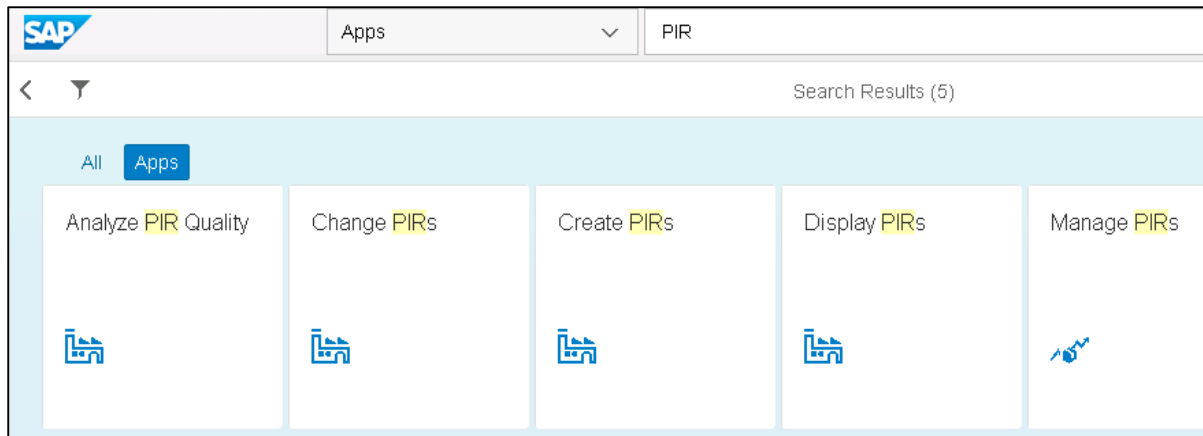 SAP Apps PIR
Search Results (5)
All Apps
Analyze PIR Quality Change PIRs Create PIRs Display PIRs Manage PIRs